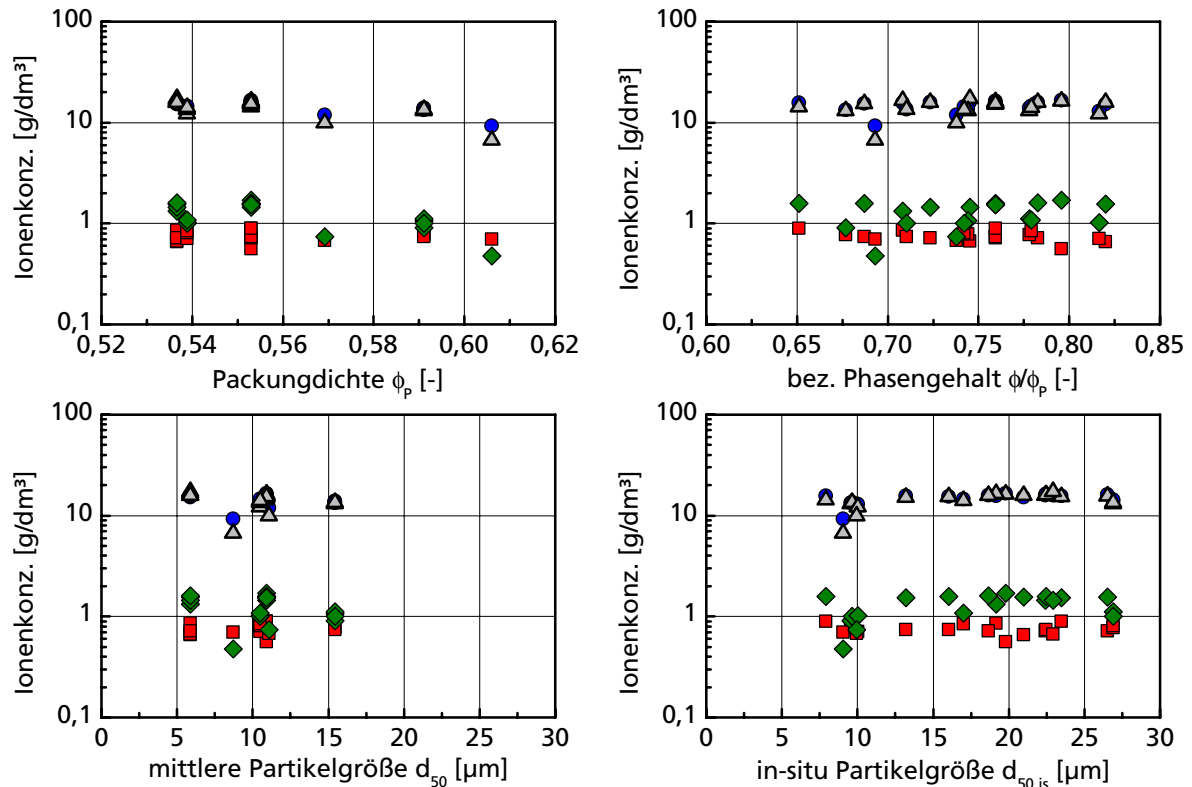 100
10
1
0,1
Ionenkonz. [g/dm³]
0,52 0,54 0,56 0,58 0,60 0,62
Packungdichte ϕP [-]
100
10
1
0,1
Ionenkonz. [g/dm³]
0,60 0,65 0,70 0,75 0,80 0,85
bez. Phasengehalt ϕ/ϕP [-]
100
10
1
0,1
Ionenkonz. [g/dm³]
0 5 10 15 20 25 30
mittlere Partikelgröße d50 [µm]
100
10
1
0,1
Ionenkonz. [g/dm³]
0 5 10 15 20 25 30
in-situ Partikelgröße d50,is [µm]